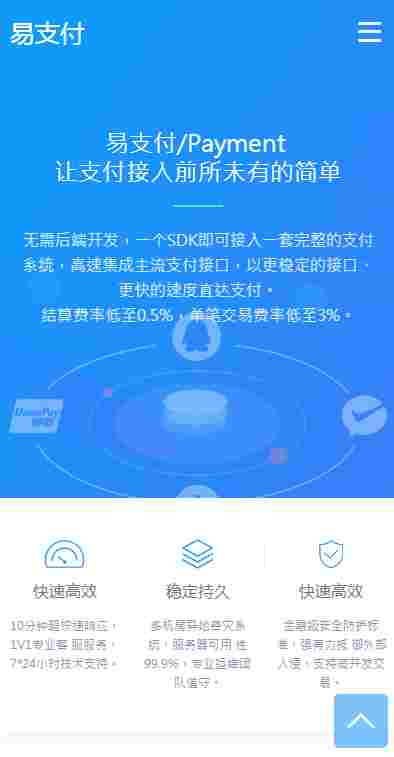 易支付
易支付/Payment
让支付接入前所未有的简单
无需后端开发，一个SDK即可接入一套完整的支付
系统，高速集成主流支付接口，以更稳定的接口、
更快的速度直达支付。
结算费率低至0.5%，单笔交易费率低至3%。
UnionPay
银联
快速高效
稳定持久
快速高效
10分钟超快速响应，
1V1专业客 服服务，
7*24小时技术支持。
多机房异地容灾系
统，服务器可用 性
99.9%，专业运维团
队值守。
金融级安全防护标
准，强有力抵 御外部
入侵，支持高并发交
易。